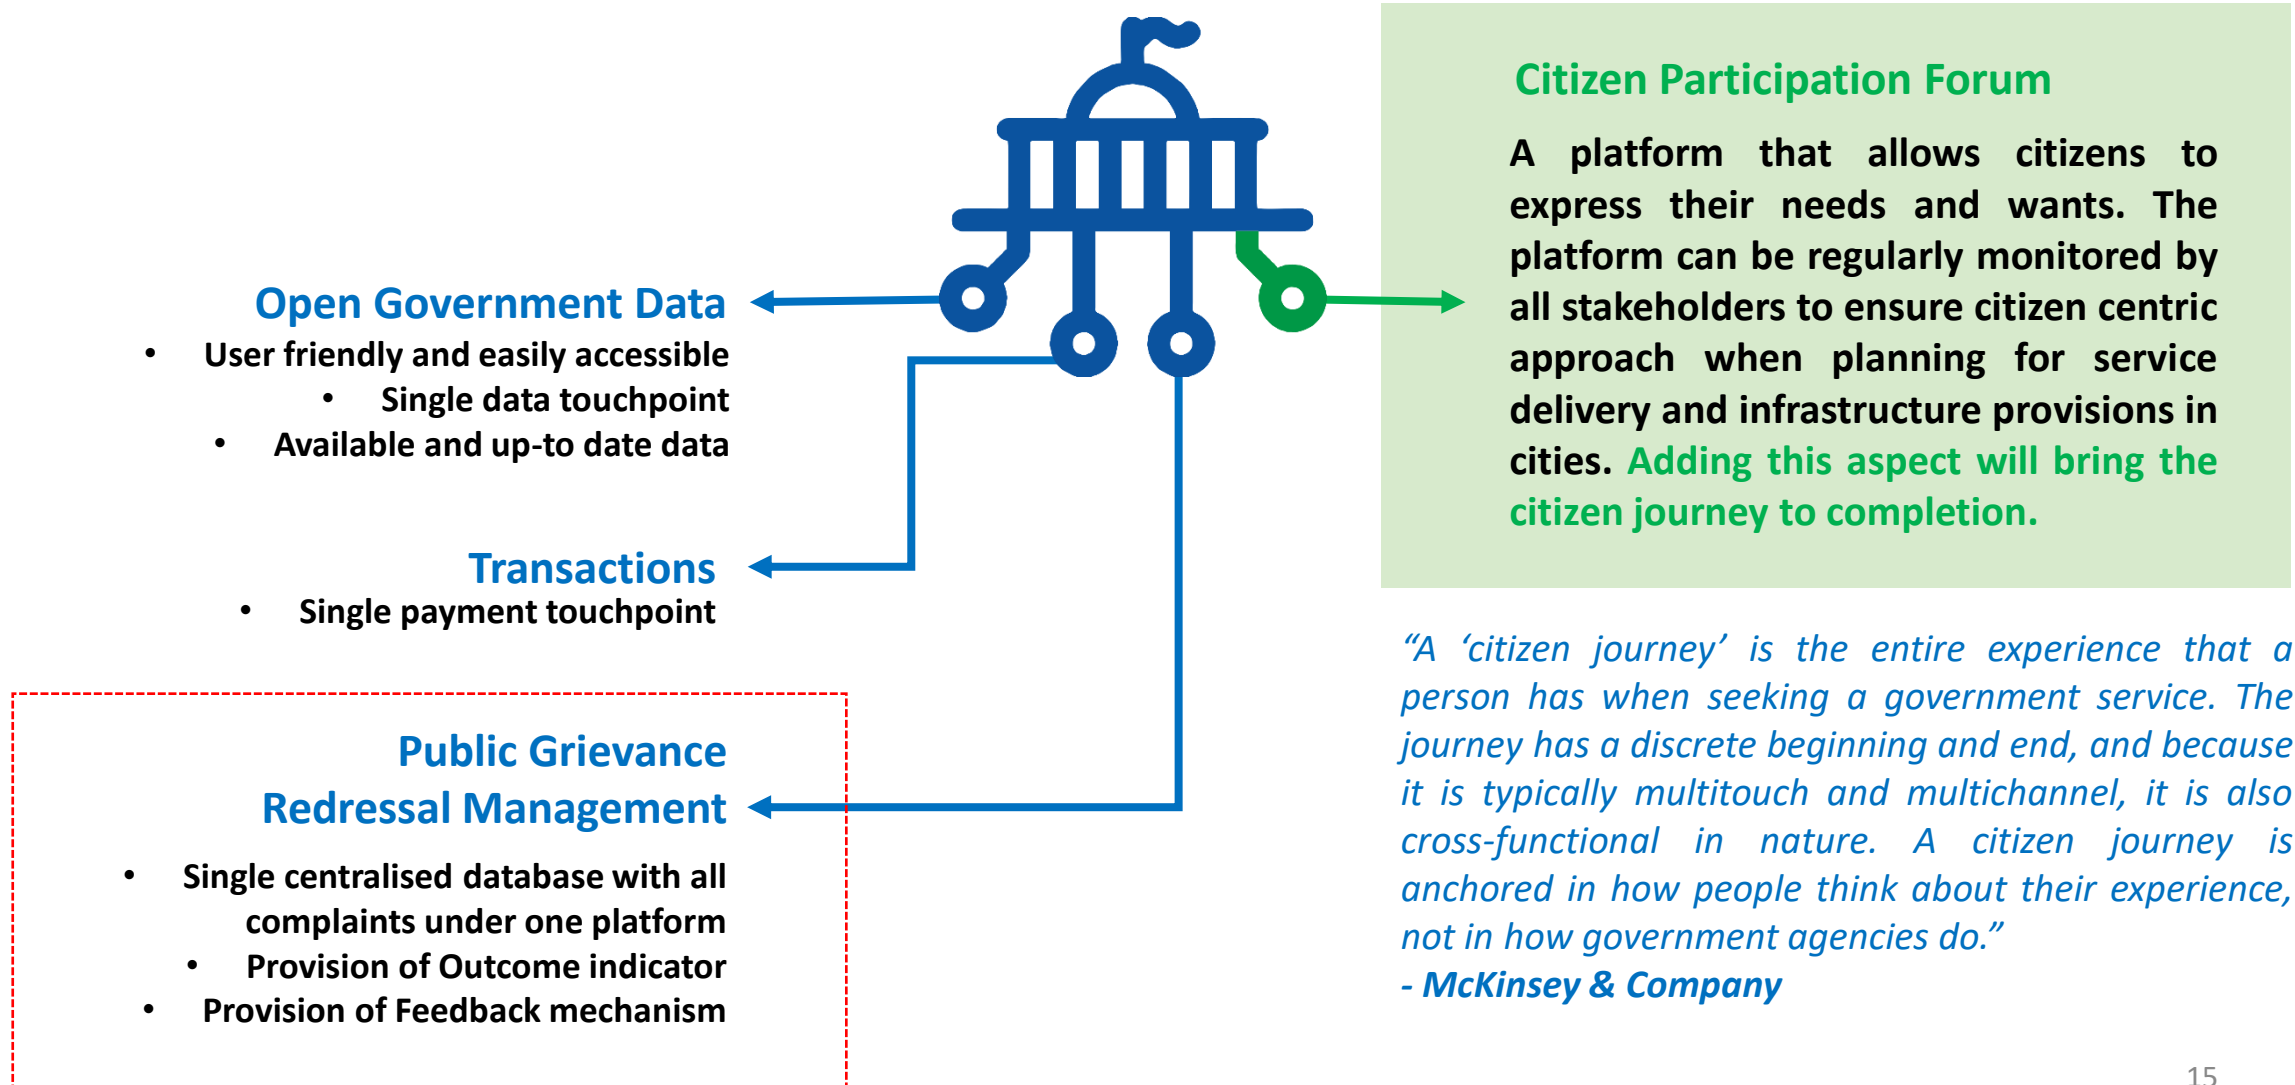 Open Government Data
• User friendly and easily accessible
• Single data touchpoint
• Available and up-to date data
Transactions
• Single payment touchpoint
Public Grievance
Redressal Management
• Single centralised database with all
complaints under one platform
• Provision of Outcome indicator
• Provision of Feedback mechanism
Citizen Participation Forum
A platform that allows citizens to
express their needs and wants. The
platform can be regularly monitored by
all stakeholders to ensure citizen centric
approach when planning for service
delivery and infrastructure provisions in
cities. Adding this aspect will bring the
citizen journey to completion.
“A ‘citizen journey’ is the entire experience that a
person has when seeking a government service. The
journey has a discrete beginning and end, and because
it is typically multitouch and multichannel, it is also
cross-functional in nature. A citizen journey is
anchored in how people think about their experience,
not in how government agencies do.”
- McKinsey & Company
15